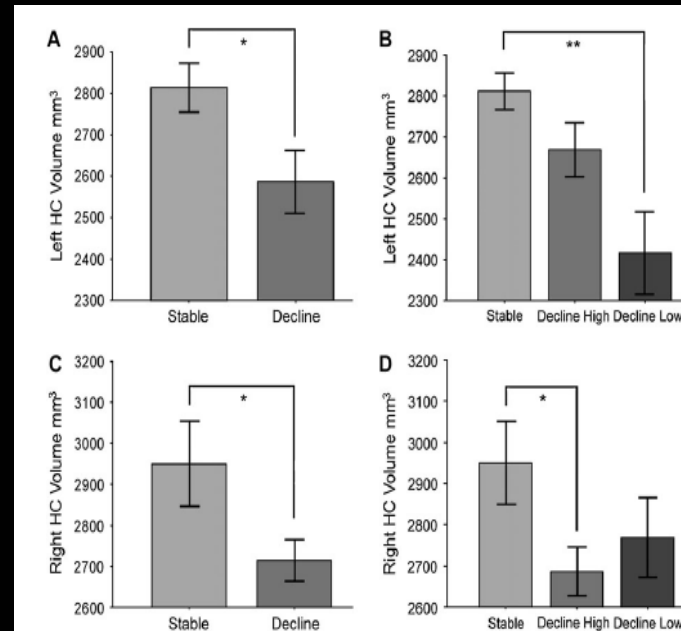 A
*
Left HC Volume mm³
2900
2800
2700
2600
2500
2400
2300
Stable Decline
B
**
Left HC Volume mm³
2900
2800
2700
2600
2500
2400
2300
Stable Decline High Decline Low
C
*
Right HC Volume mm³
3200
3100
3000
2900
2800
2700
2600
Stable Decline
D
*
Right HC Volume mm³
3200
3100
3000
2900
2800
2700
2600
Stable Decline High Decline Low